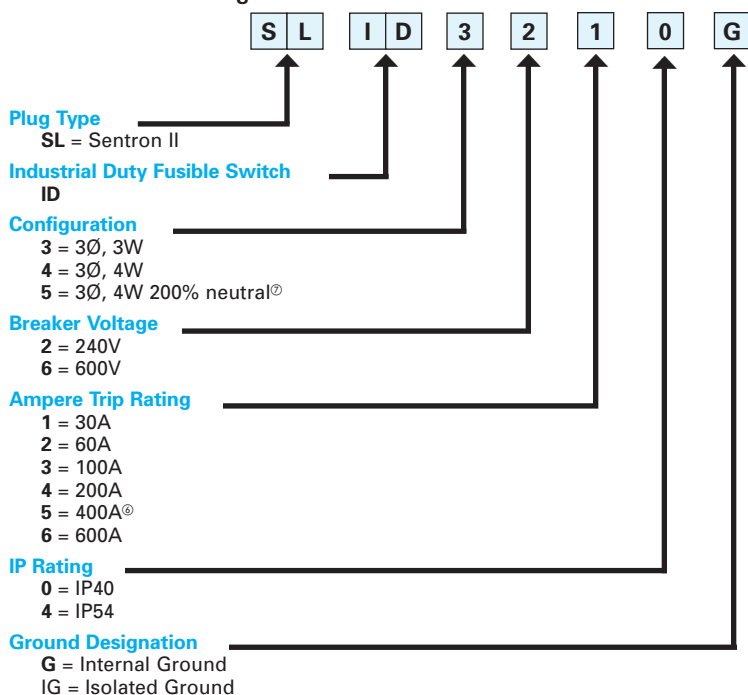 S L I D 3 2 1 0 G
Plug Type
SL = Sentron II
Industrial Duty Fusible Switch
ID
Configuration
3 = 3Ø, 3W
4 = 3Ø, 4W
5 = 3Ø, 4W 200% neutral⑦
Breaker Voltage
2 = 240V
6 = 600V
Ampere Trip Rating
1 = 30A
2 = 60A
3 = 100A
4 = 200A
5 = 400A⑥
6 = 600A
IP Rating
0 = IP40
4 = IP54
Ground Designation
G = Internal Ground
IG = Isolated Ground